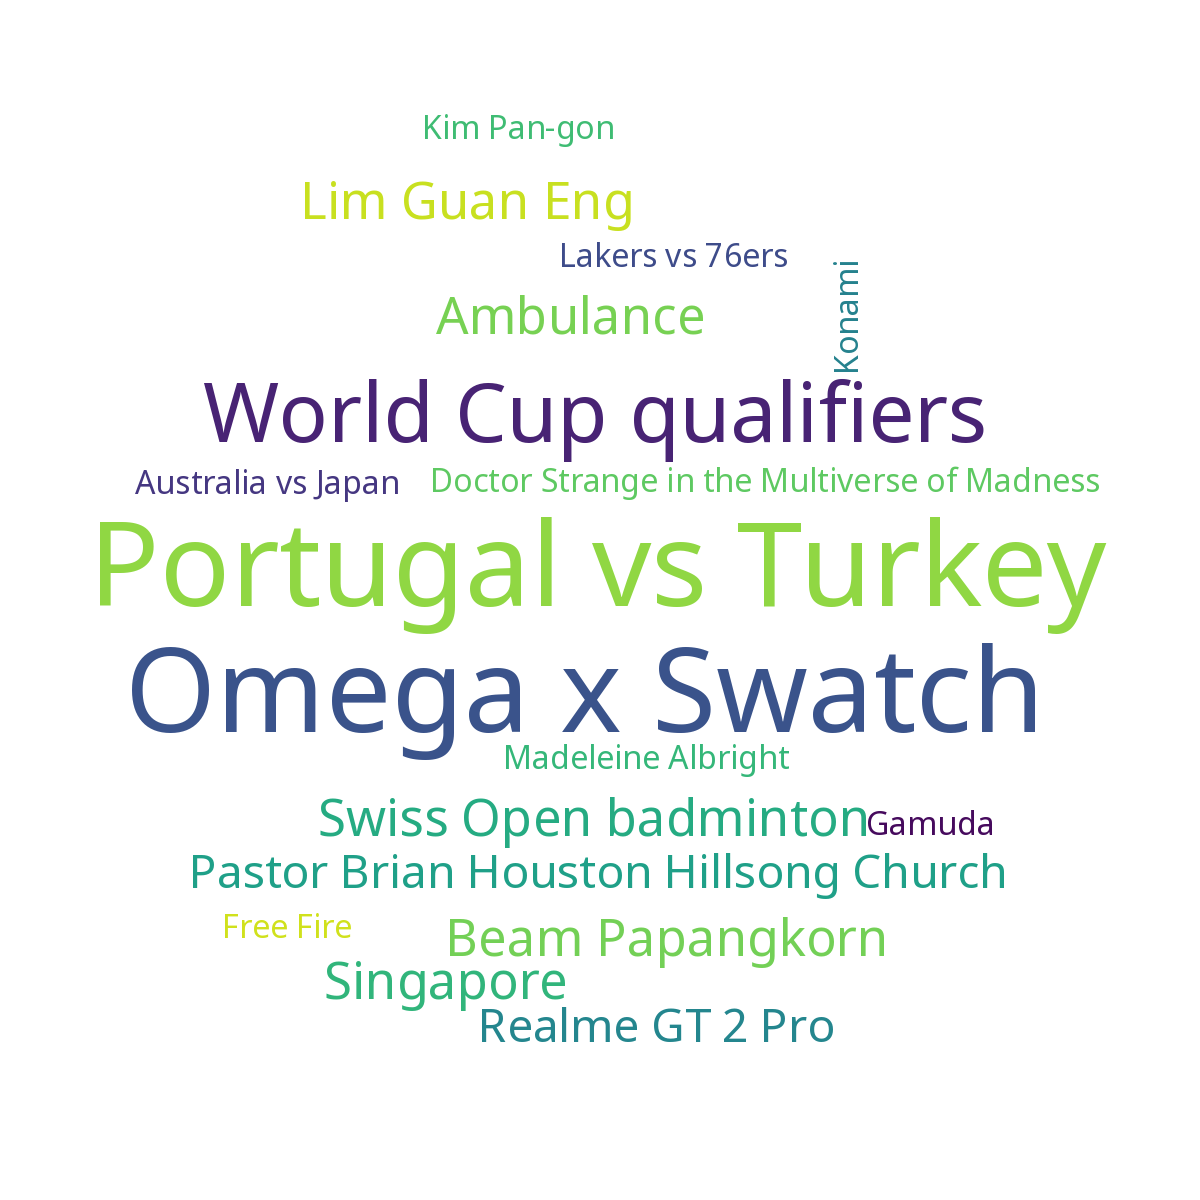 Kim Pan-gon
Lim Guan Eng
Lakers vs 76ers
Konami
Ambulance
World Cup qualifiers
Australia vs Japan
Doctor Strange in the Multiverse of Madness
Portugal vs Turkey
Omega x Swatch
Madeleine Albright
Swiss Open badminton
Gamuda
Pastor Brian Houston Hillsong Church
Free Fire
Beam Papangkorn
Singapore
Realme GT 2 Pro